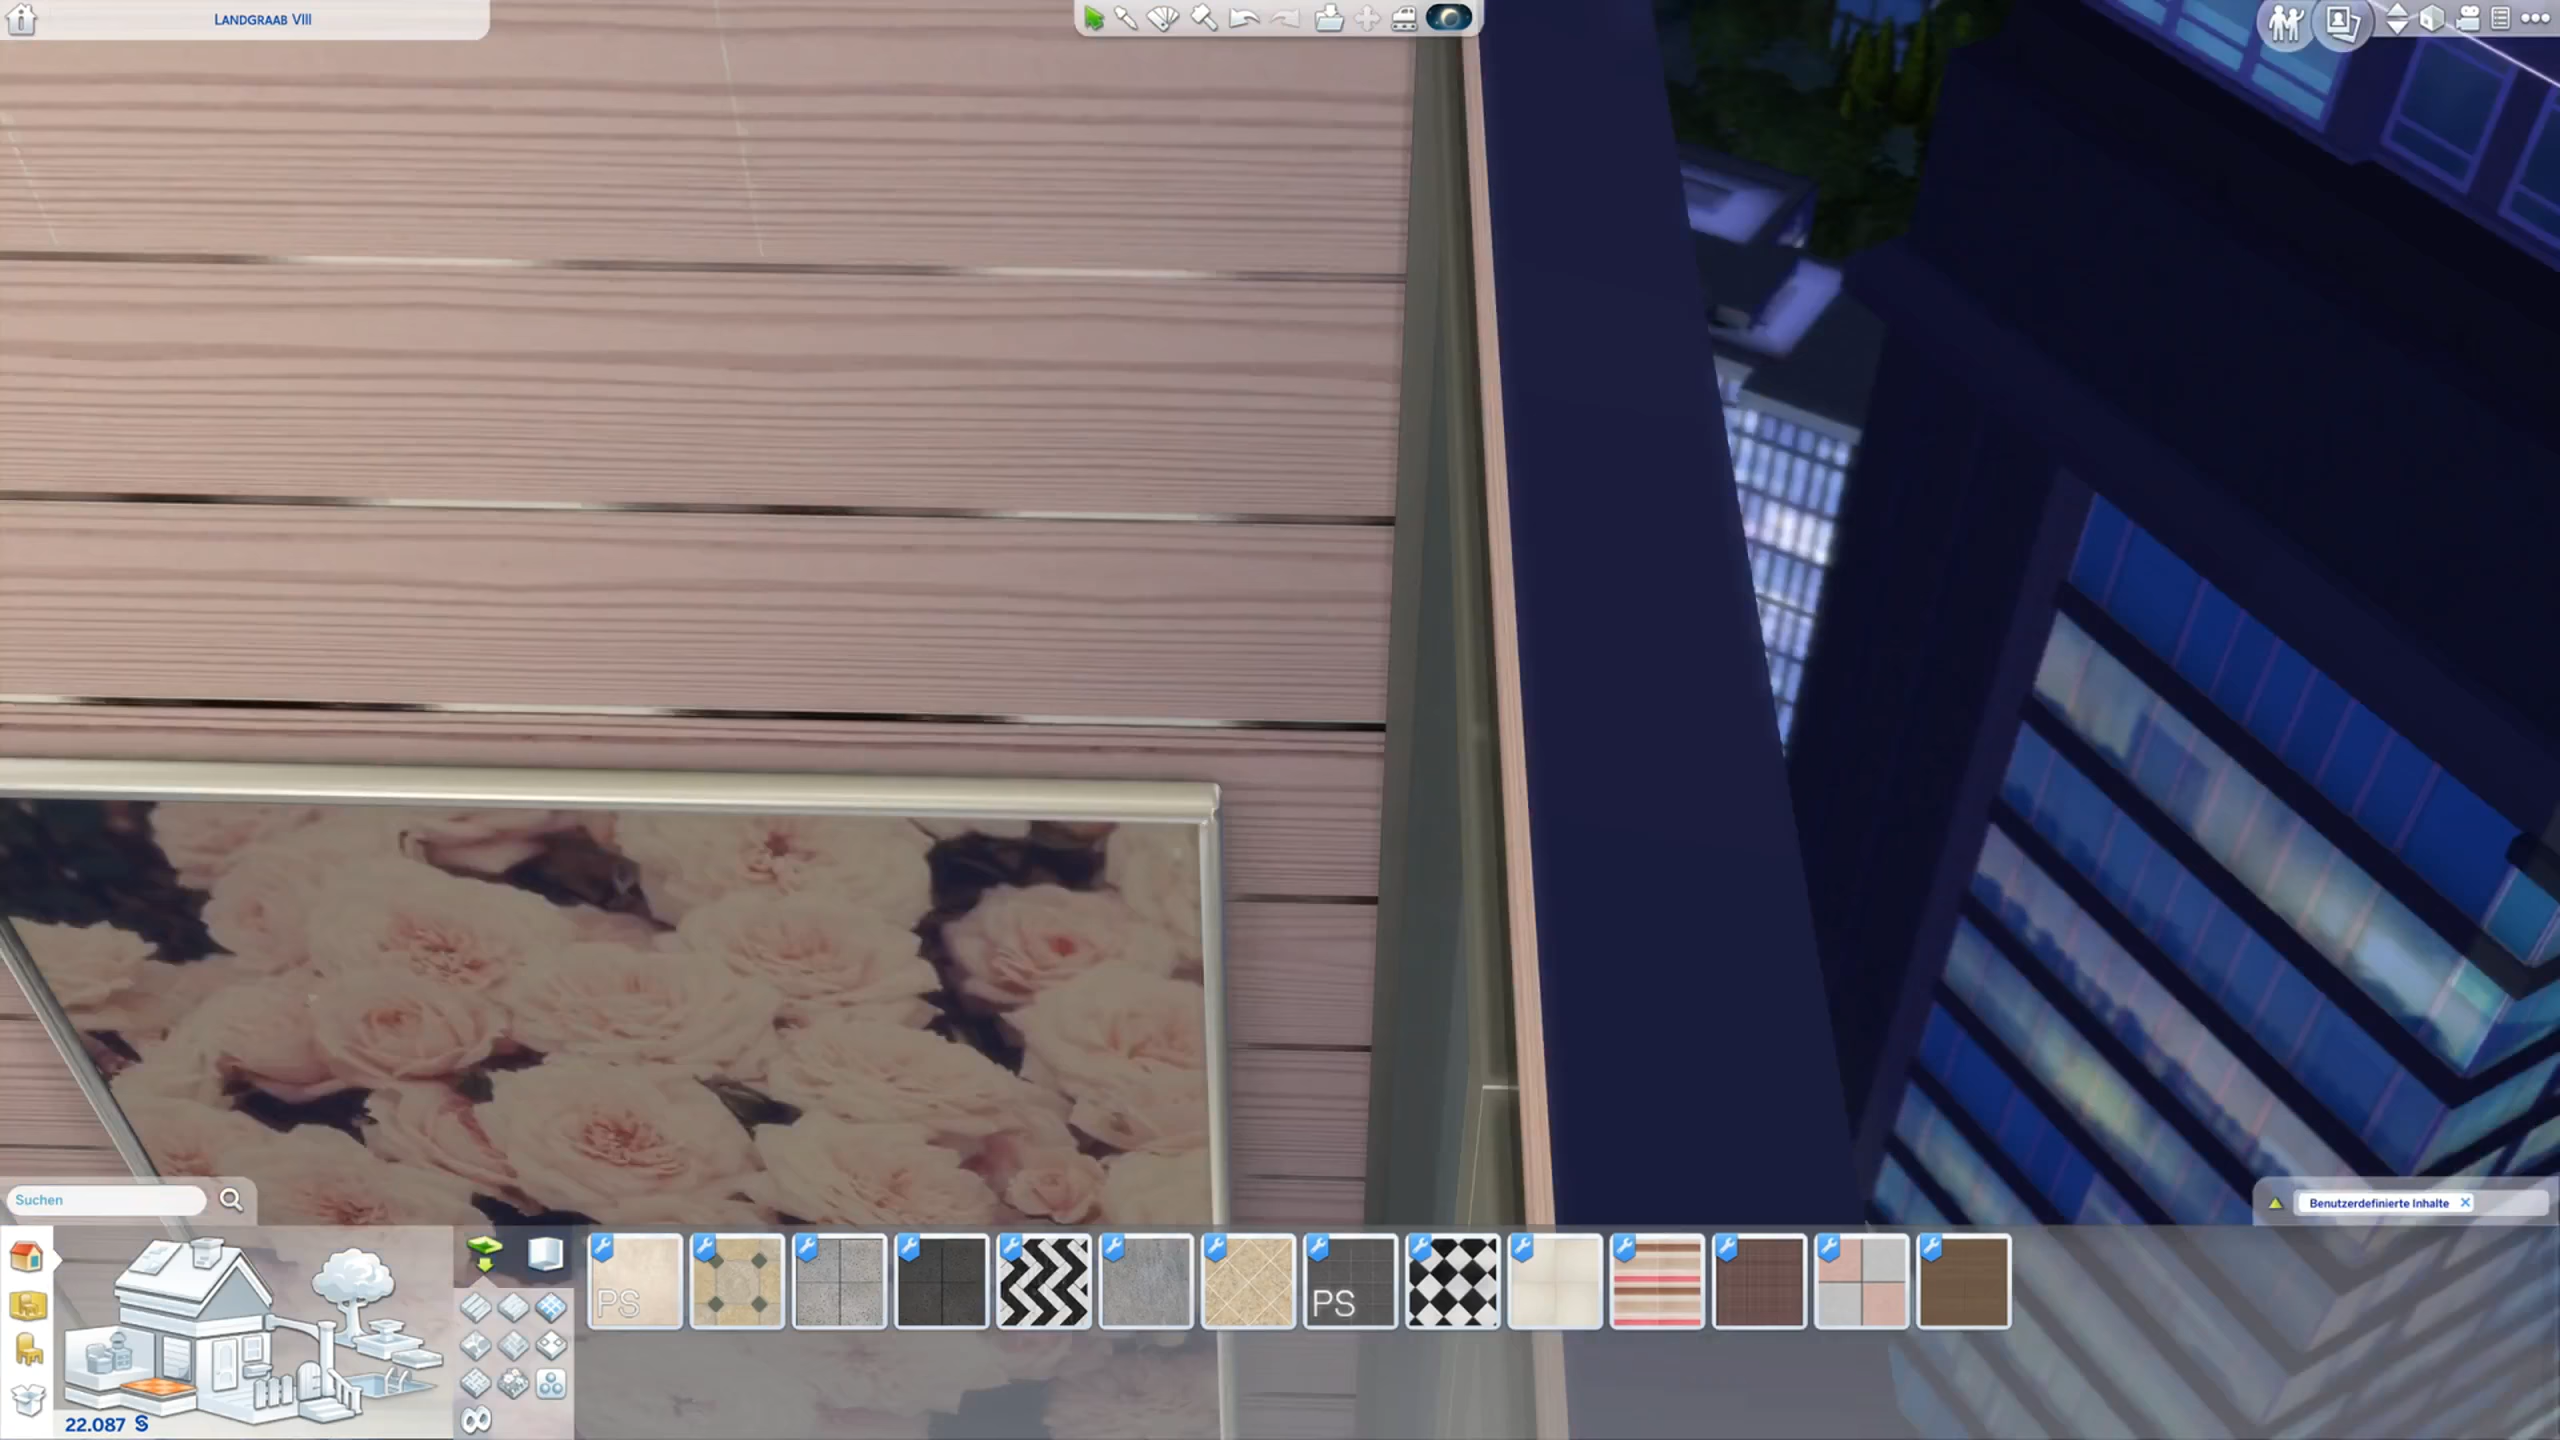 LANDGRAAB VIII
Suchen
Benutzerdefinierte Inhalte
PS
PS
22.087 §